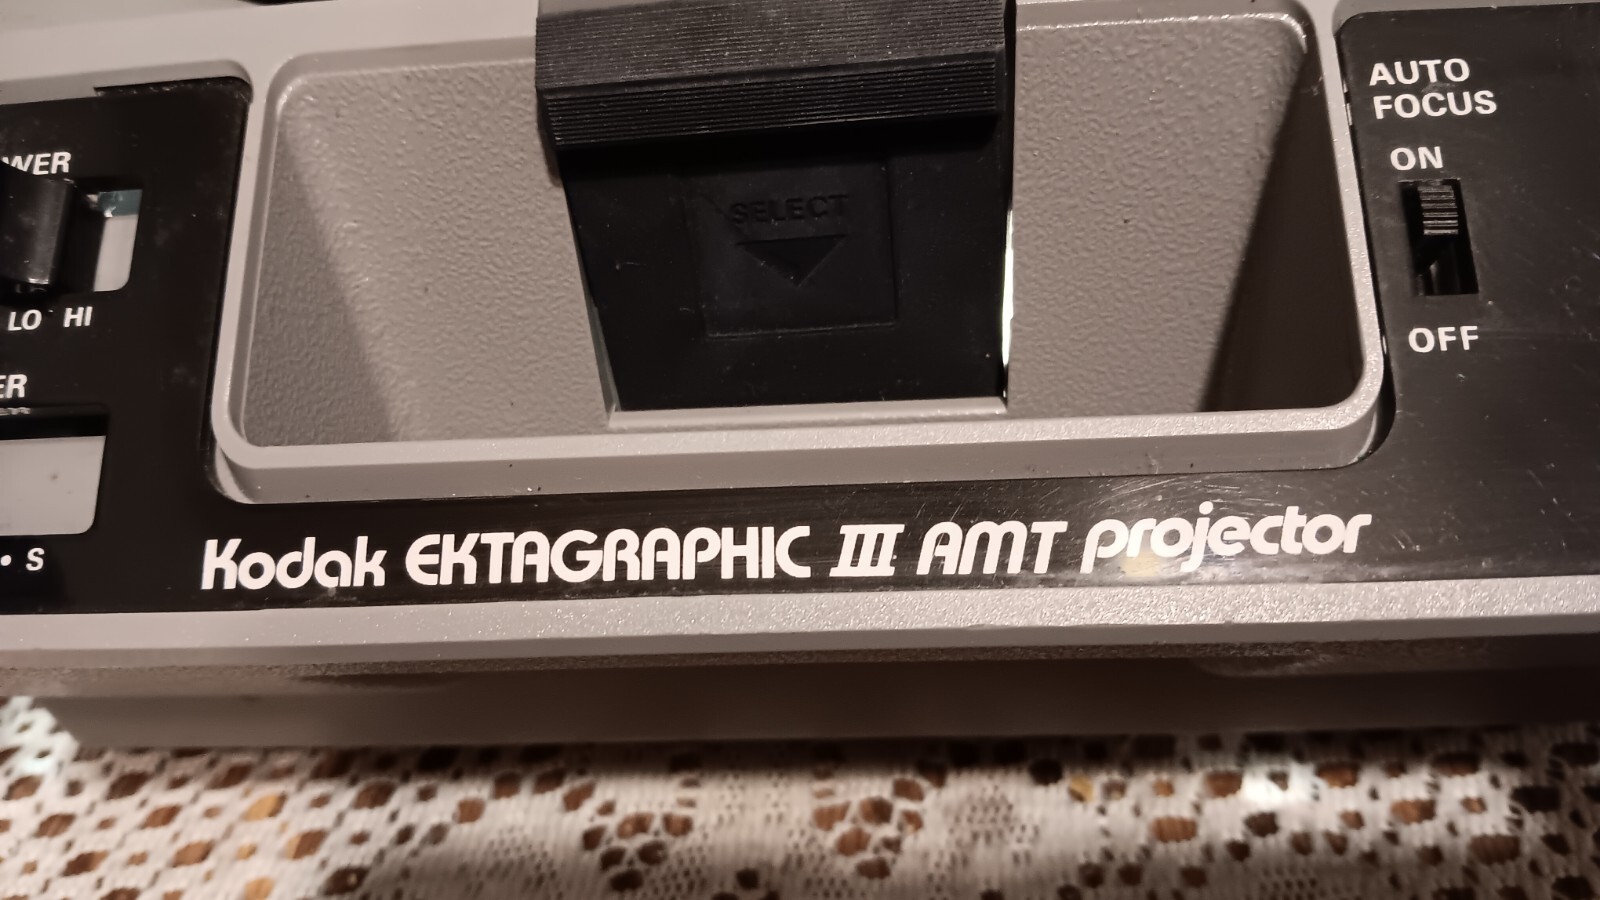 WER
LO HI
ER
• S
SELECT
AUTO
FOCUS
ON
OFF
Kodak EKTAGRAPHIC III AMT projector